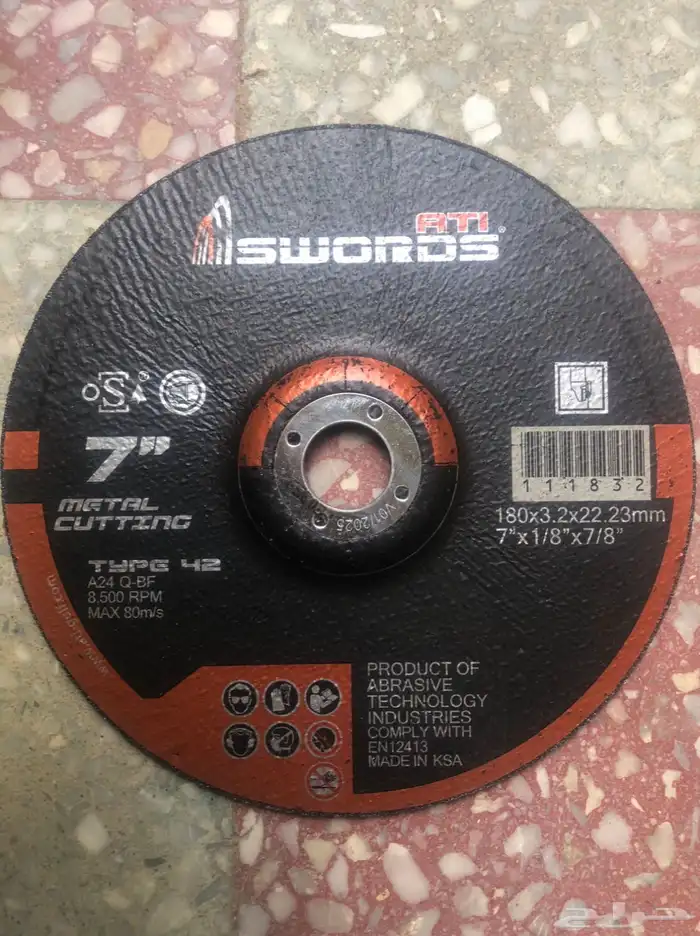 ATI
SWORDS®
7"
METAL
CUTTING
TYPE 42
A24 Q-BF
8,500 RPM
MAX 80m/s
111832
180x3.2x22.23mm
7"x1/8"x7/8"
V01/2025
PRODUCT OF
ABRASIVE
TECHNOLOGY
INDUSTRIES
COMPLY WITH
EN12413
MADE IN KSA
حراج